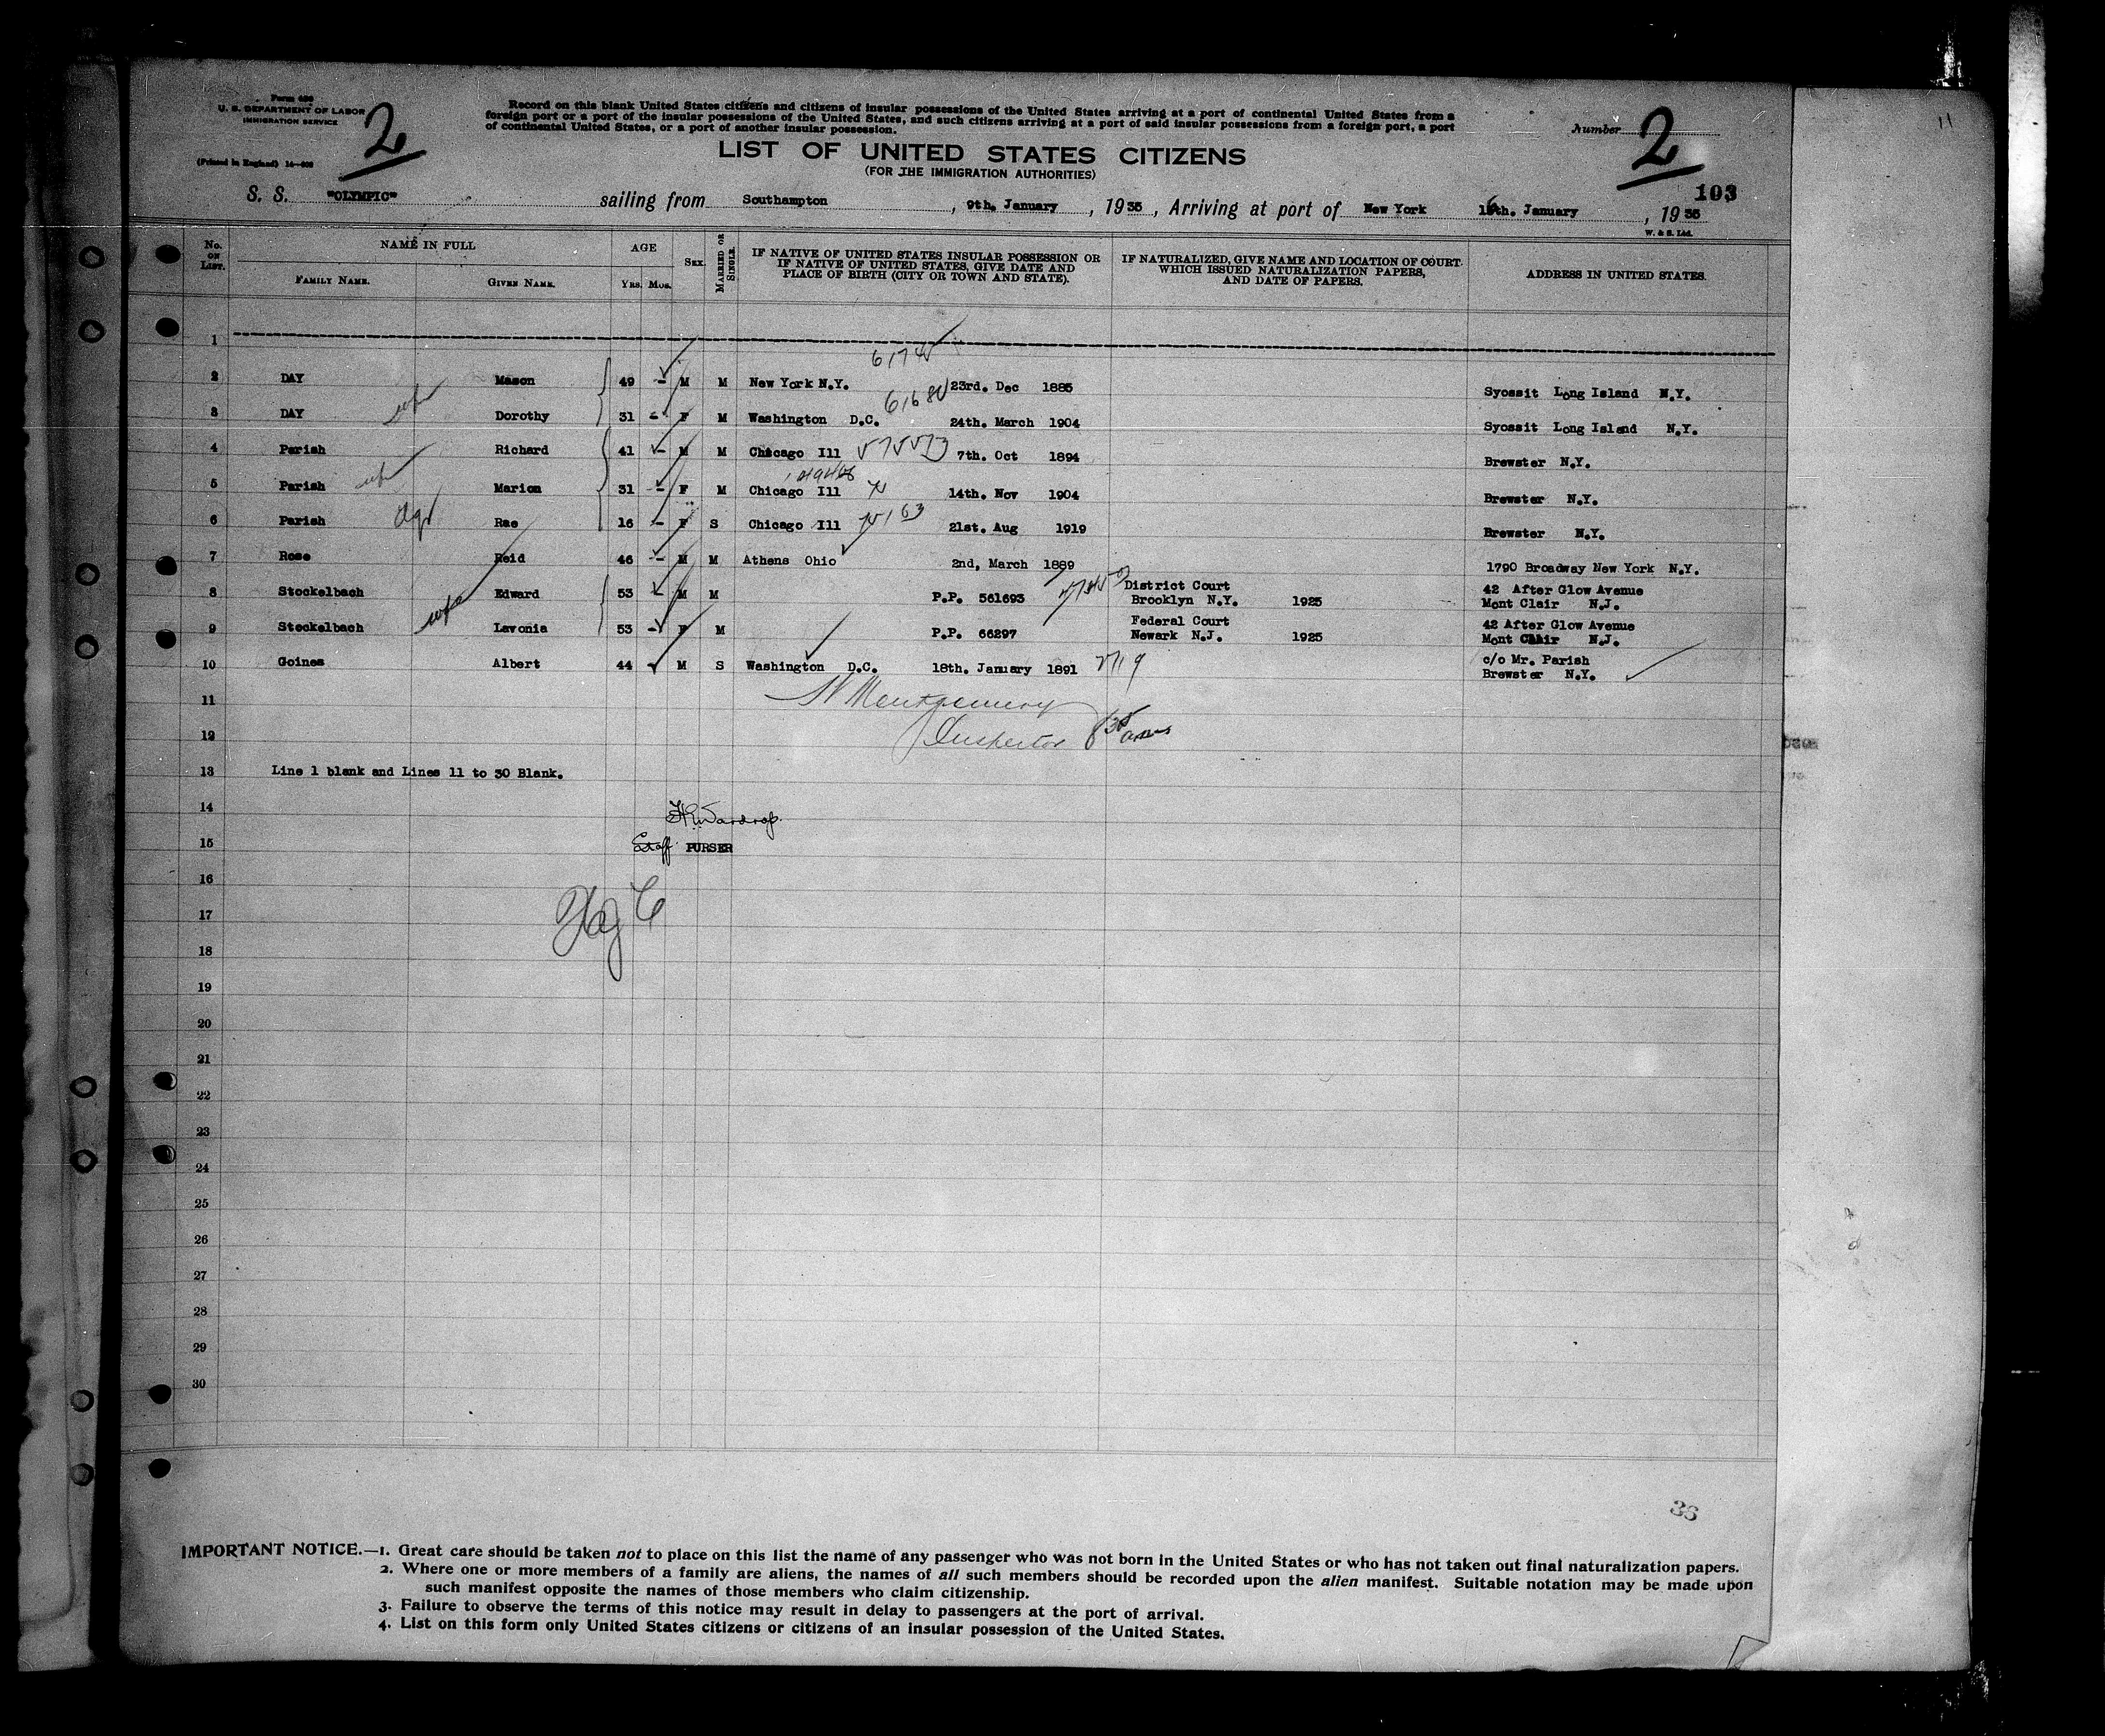 Form 630
U. S. DEPARTMENT OF LABOR
IMMIGRATION SERVICE
2
(Printed in England) 14—608
Record on this blank United States citizens and citizens of insular possessions of the United States arriving at a port of continental United States from a
foreign port or a port of the insular possessions of the United States, and such citizens arriving at a port of said insular possessions from a foreign port, a port
of continental United States, or a port of another insular possession.
Number 2
11
LIST OF UNITED STATES CITIZENS
(FOR THE IMMIGRATION AUTHORITIES)
103
S. S. "OLYMPIC" sailing from Southampton, 9th. January, 1935, Arriving at port of New York 16th. January, 1935
W. & S. Ltd.
No. ON LIST. NAME IN FULL AGE SEX. MARRIED OR SINGLE. IF NATIVE OF UNITED STATES INSULAR POSSESSION OR IF NATIVE OF UNITED STATES, GIVE DATE AND PLACE OF BIRTH (CITY OR TOWN AND STATE). IF NATURALIZED, GIVE NAME AND LOCATION OF COURT WHICH ISSUED NATURALIZATION PAPERS, AND DATE OF PAPERS. ADDRESS IN UNITED STATES.
FAMILY NAME. GIVEN NAME. YRS. MOS.
1
2 DAY Mason 49 - M M New York N.Y. 23rd. Dec 1885 Syossit Long Island N.Y.
3 DAY wf Dorothy 31 - F M Washington D.C. 24th. March 1904 Syossit Long Island N.Y.
4 Parish Richard 41 - M M Chicago Ill 7th. Oct 1894 Brewster N.Y.
5 Parish wf Marion 31 - F M Chicago Ill 14th. Nov 1904 Brewster N.Y.
6 Parish dgr Rae 16 - F S Chicago Ill 21st. Aug 1919 Brewster N.Y.
7 Rose Reid 46 - M M Athens Ohio 2nd, March 1889 1790 Broadway New York N.Y.
8 Stockelbach Edward 53 - M M P.P. 561693 District Court Brooklyn N.Y. 1925 42 After Glow Avenue Mont Clair N.J.
9 Stockelbach wife Lavonia 53 - F M P.P. 66297 Federal Court Newark N.J. 1925 42 After Glow Avenue Mont Clair N.J.
10 Goines Albert 44 - M S Washington D.C. 18th. January 1891 c/o Mr. Parish Brewster N.Y.
11 Montgomery
12 Inspector
13 Line 1 blank and Lines 11 to 30 Blank.
14 Wardrop.
15 Staff PURSER
16
17
18
19
20
21
22
23
24
25
26
27
28
29
30
36
IMPORTANT NOTICE.—1. Great care should be taken not to place on this list the name of any passenger who was not born in the United States or who has not taken out final naturalization papers.
2. Where one or more members of a family are aliens, the names of all such members should be recorded upon the alien manifest. Suitable notation may be made upon
such manifest opposite the names of those members who claim citizenship.
3. Failure to observe the terms of this notice may result in delay to passengers at the port of arrival.
4. List on this form only United States citizens or citizens of an insular possession of the United States.